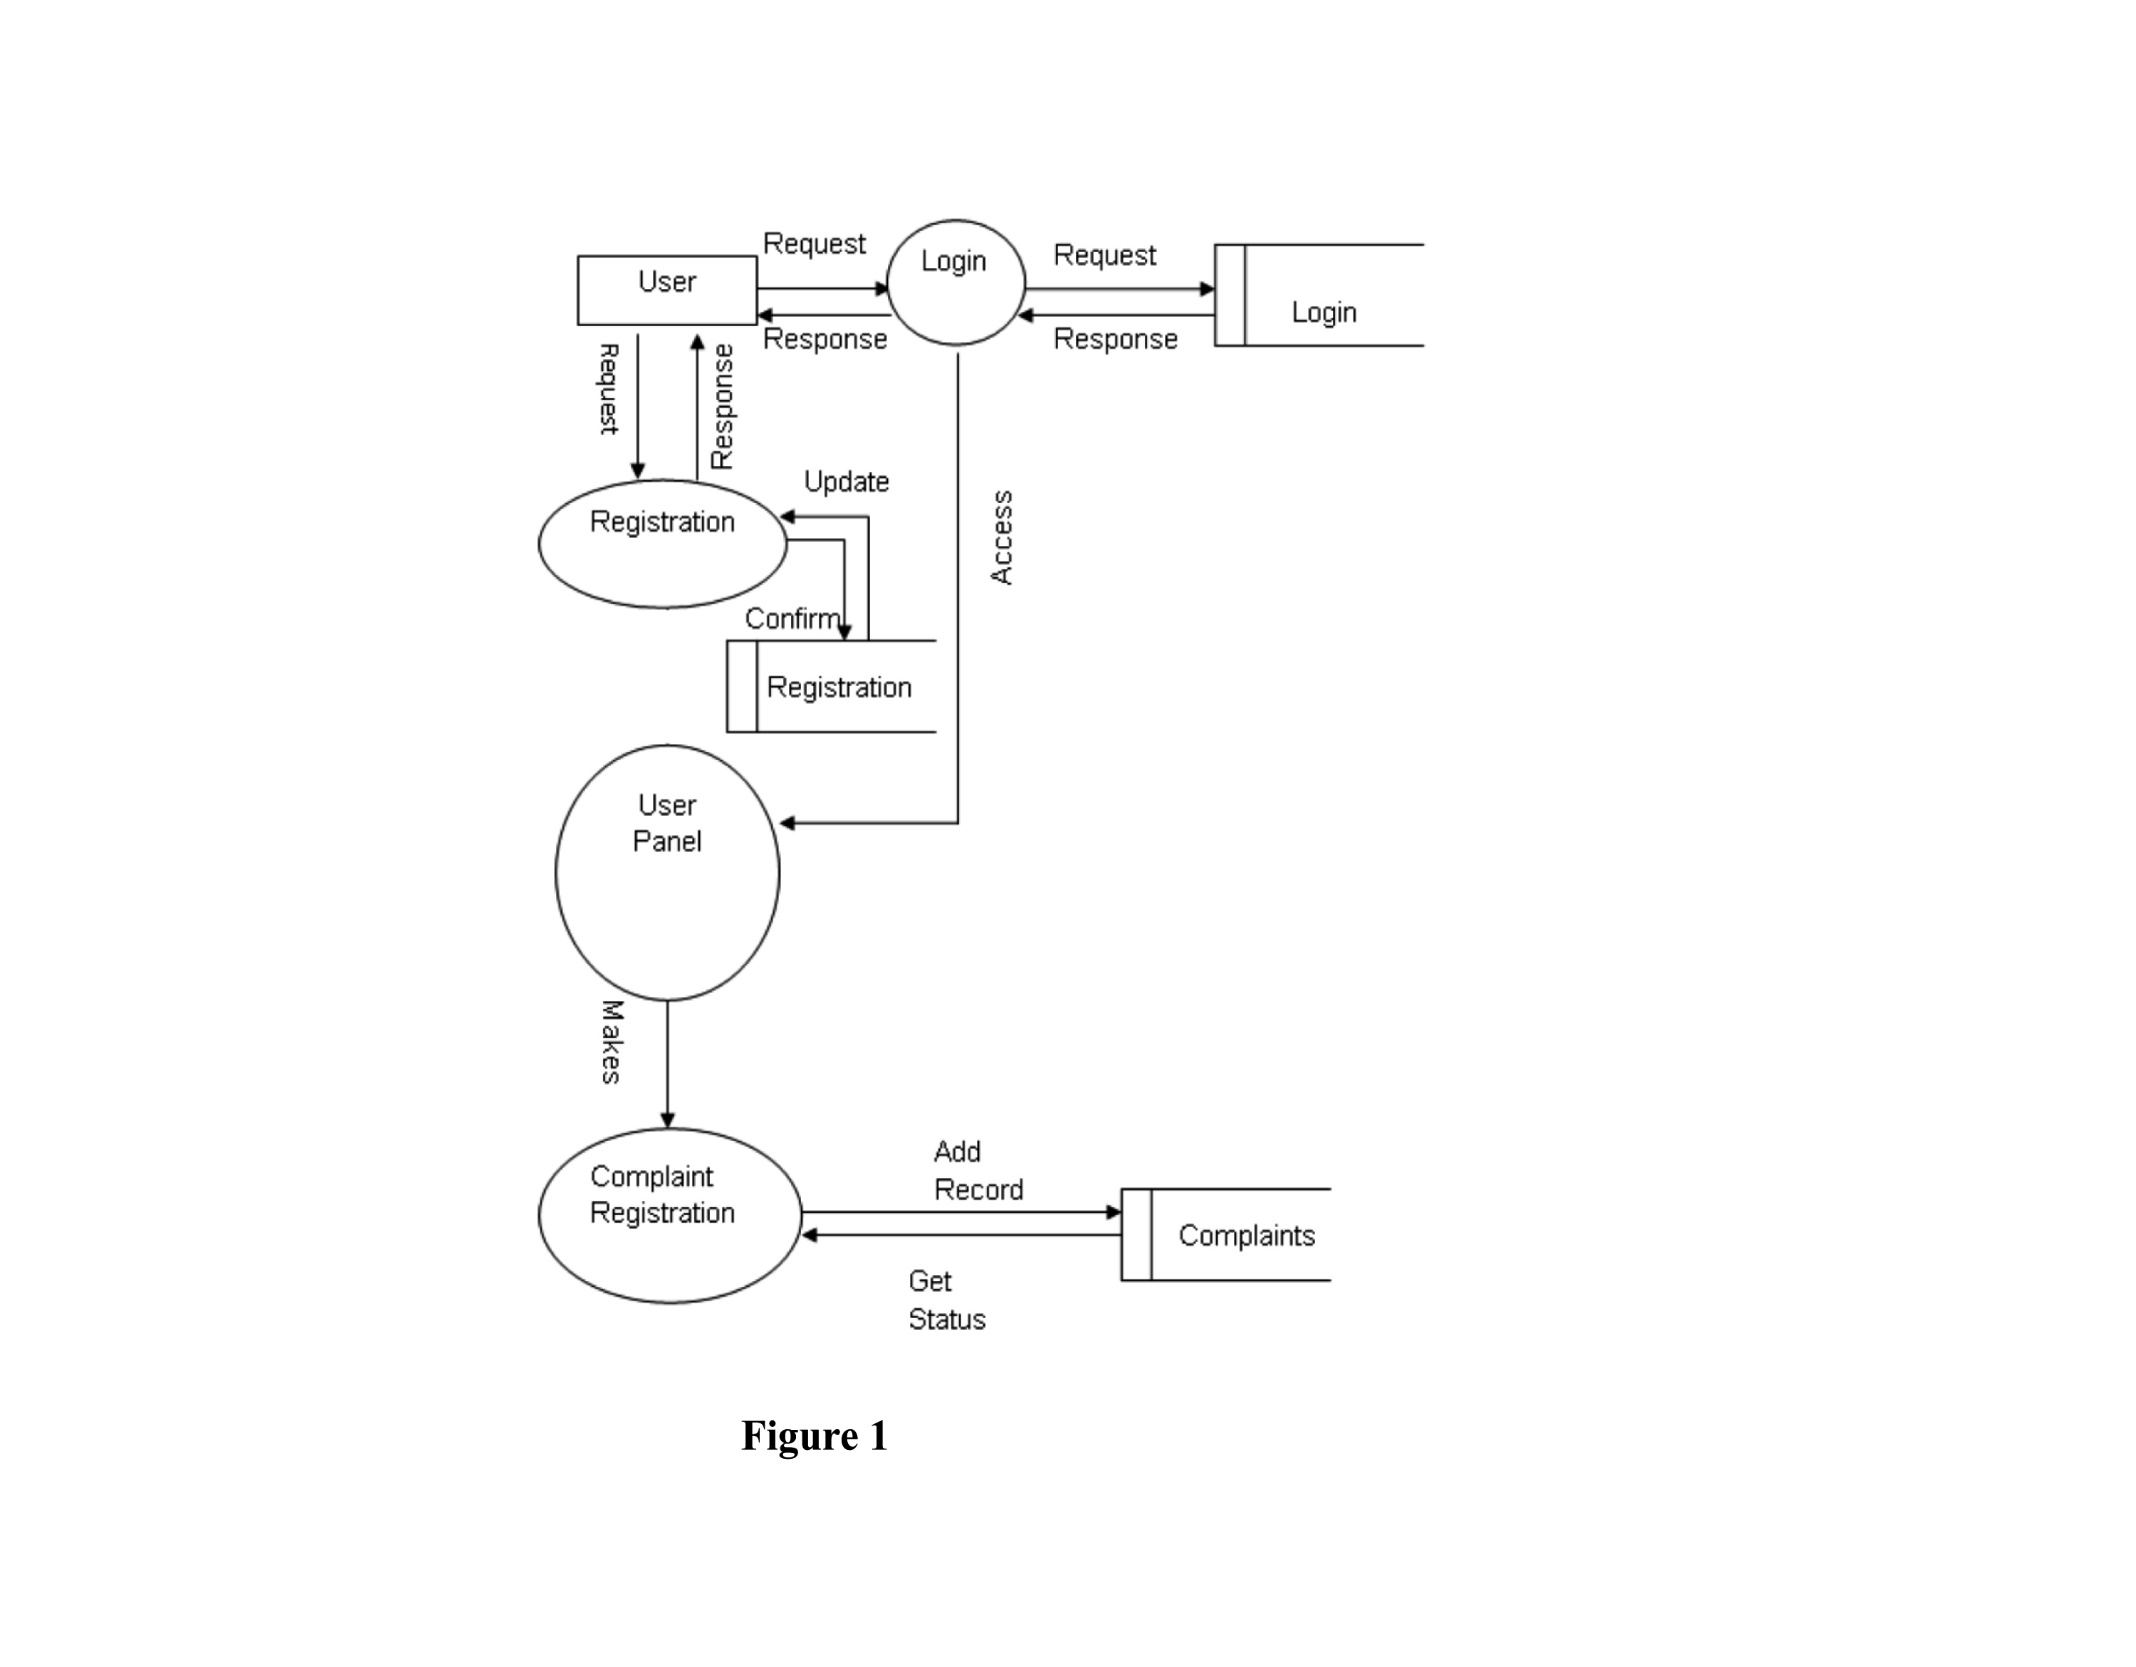 Request
Login
Request
User
Login
Response
Response
Request
Response
Update
Registration
Access
Confirm
Registration
User
Panel
Makes
Add
Record
Complaint
Registration
Complaints
Get
Status
Figure 1